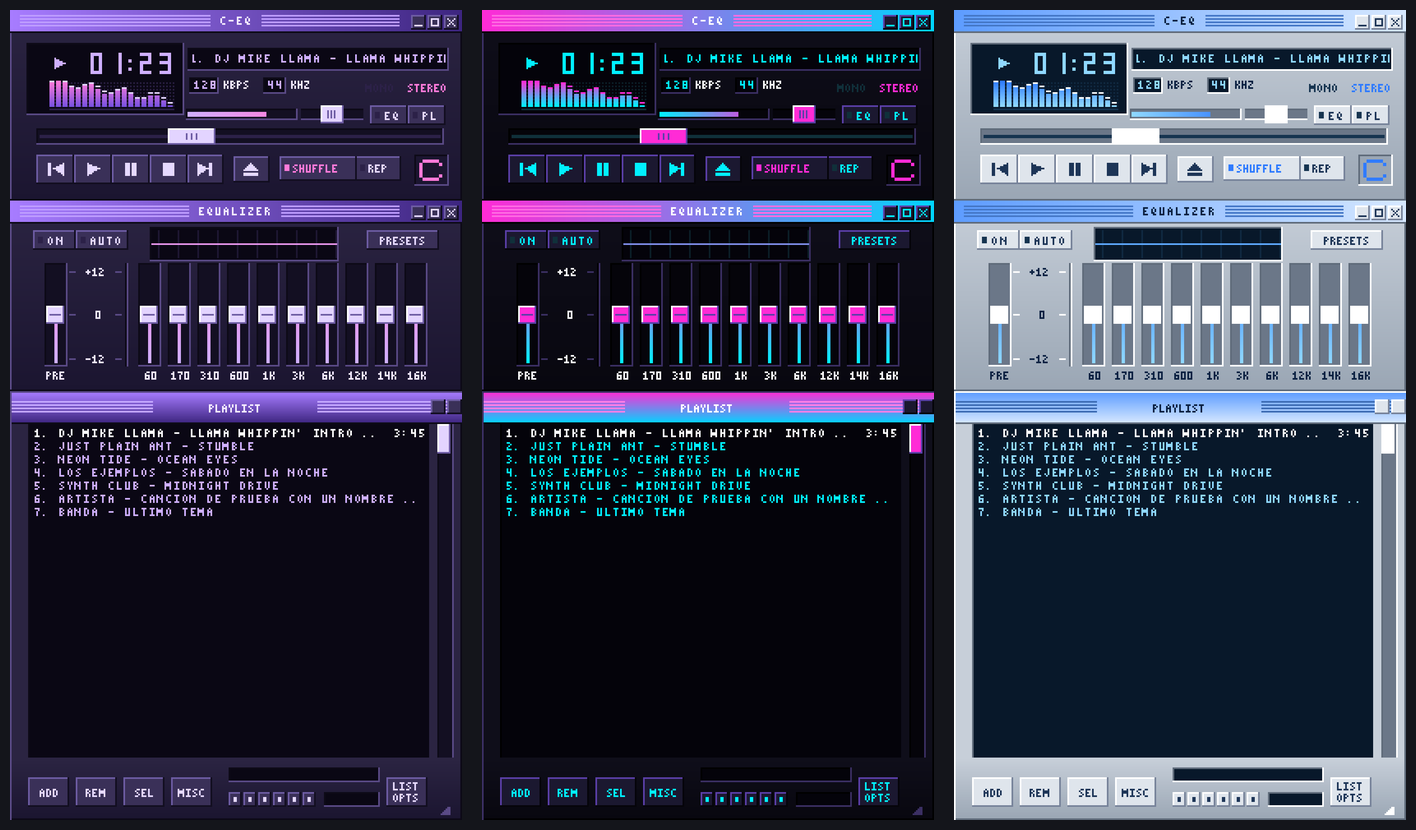 C-EQ
01:23
1. DJ MIKE LLAMA - LLAMA WHIPPI
128 KBPS 44 KHZ
MONO STEREO
EQ PL
SHUFFLE REP
EQUALIZER
ON AUTO PRESETS
+12
0
-12
PRE 60 170 310 600 1K 3K 6K 12K 14K 16K
PLAYLIST
1. DJ MIKE LLAMA - LLAMA WHIPPIN' INTRO .. 3:45
2. JUST PLAIN ANT - STUMBLE
3. NEON TIDE - OCEAN EYES
4. LOS EJEMPLOS - SABADO EN LA NOCHE
5. SYNTH CLUB - MIDNIGHT DRIVE
6. ARTISTA - CANCION DE PRUEBA CON UN NOMBRE ..
7. BANDA - ULTIMO TEMA
ADD REM SEL MISC
LIST
OPTS
C-EQ
01:23
1. DJ MIKE LLAMA - LLAMA WHIPPI
128 KBPS 44 KHZ
MONO STEREO
EQ PL
SHUFFLE REP
EQUALIZER
ON AUTO PRESETS
+12
0
-12
PRE 60 170 310 600 1K 3K 6K 12K 14K 16K
PLAYLIST
1. DJ MIKE LLAMA - LLAMA WHIPPIN' INTRO .. 3:45
2. JUST PLAIN ANT - STUMBLE
3. NEON TIDE - OCEAN EYES
4. LOS EJEMPLOS - SABADO EN LA NOCHE
5. SYNTH CLUB - MIDNIGHT DRIVE
6. ARTISTA - CANCION DE PRUEBA CON UN NOMBRE ..
7. BANDA - ULTIMO TEMA
ADD REM SEL MISC
LIST
OPTS
C-EQ
01:23
1. DJ MIKE LLAMA - LLAMA WHIPPI
128 KBPS 44 KHZ
MONO STEREO
EQ PL
SHUFFLE REP
EQUALIZER
ON AUTO PRESETS
+12
0
-12
PRE 60 170 310 600 1K 3K 6K 12K 14K 16K
PLAYLIST
1. DJ MIKE LLAMA - LLAMA WHIPPIN' INTRO .. 3:45
2. JUST PLAIN ANT - STUMBLE
3. NEON TIDE - OCEAN EYES
4. LOS EJEMPLOS - SABADO EN LA NOCHE
5. SYNTH CLUB - MIDNIGHT DRIVE
6. ARTISTA - CANCION DE PRUEBA CON UN NOMBRE ..
7. BANDA - ULTIMO TEMA
ADD REM SEL MISC
LIST
OPTS